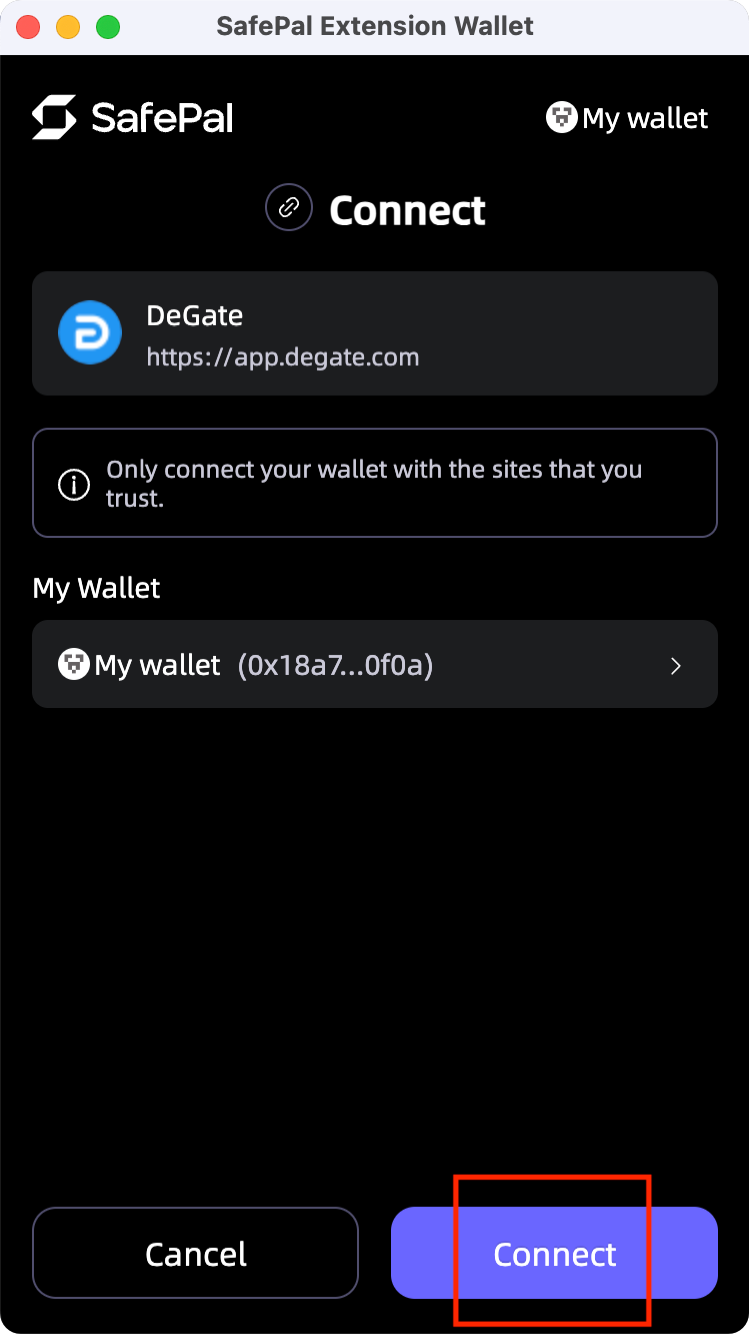 SafePal Extension Wallet
SafePal
My wallet
Connect
DeGate
https://app.degate.com
Only connect your wallet with the sites that you
trust.
My Wallet
My wallet (0x18a7...0f0a)
Cancel
Connect